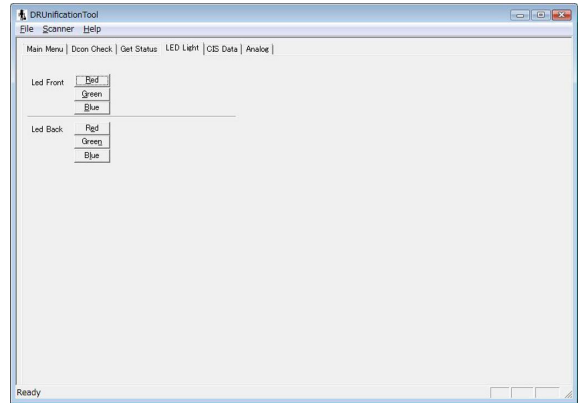 DRUnificationTool
File Scanner Help
Main Menu Dcon Check Get Status LED Light CIS Data Analog
Led Front Red
Green
Blue
Led Back Red
Green
Blue
Ready